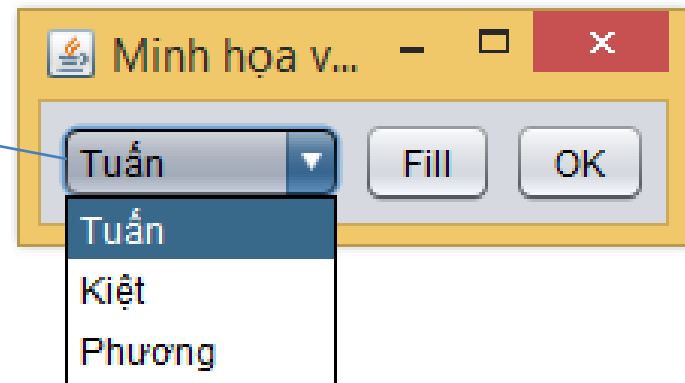 Minh họa v...
Tuấn Fill OK
Tuấn
Kiệt
Phương